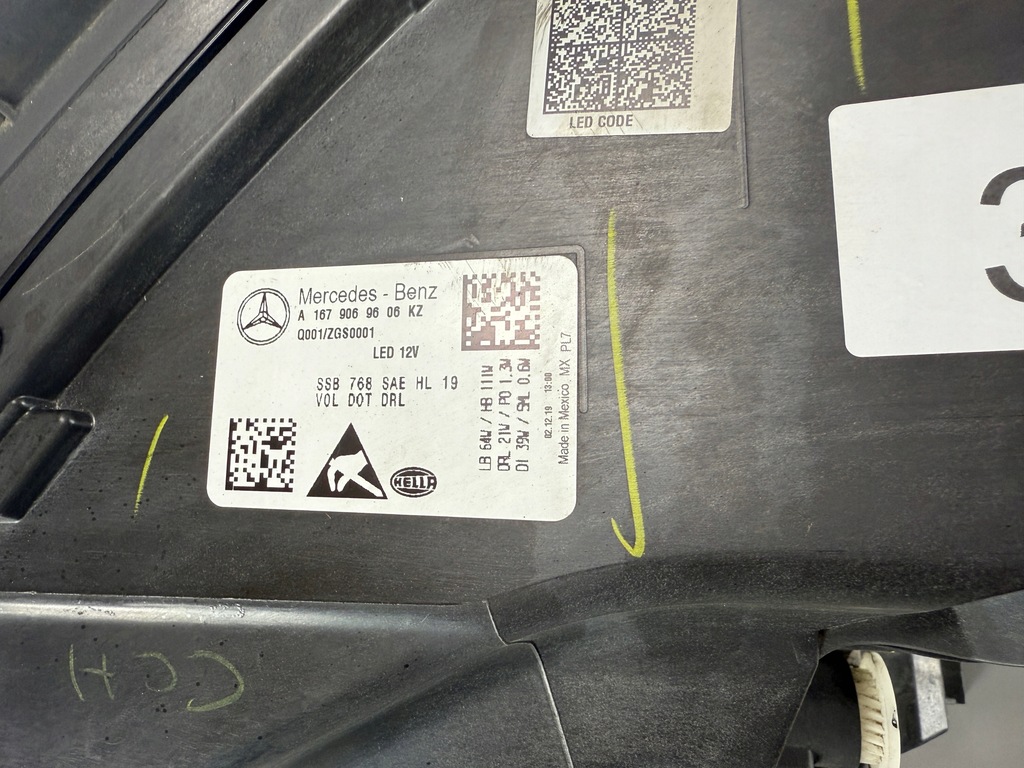 LED CODE
3
Mercedes - Benz
A 167 906 96 06 KZ
Q001/ZGS0001
LED 12V
SSB 768 SAE HL 19
VOL DOT DRL
HELLA
LB 64W / HB 111W
DRL 21W / PO 1.3W
DI 39W / SML 0.6W
02.12.19 13:00
Made in Mexico, MX PL7